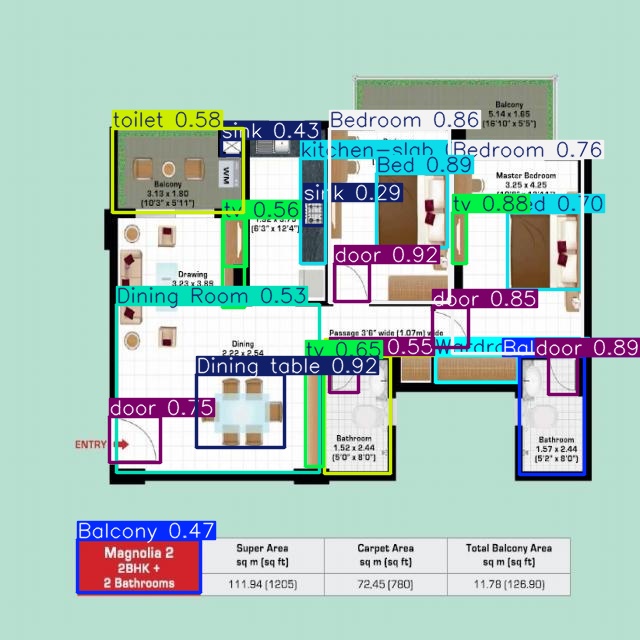 Balcony
5.14 x 1.65
(16'10" x 5'5")
toilet 0.58
sink 0.43
Bedroom 0.86
kitchen-slab
Bedroom 0.76
Bed 0.89
WM
Master Bedroom
3.25 x 4.25
Balcony
3.13 x 1.80
(10'3" x 5'11")
sink 0.29
tv 0.56
tv 0.88
d 0.70
(6'3" x 12'4")
door 0.92
Drawing
3.23 x 3.89
Dining Room 0.53
door 0.85
Passage 3'6" wide (1.07m) wide
Dining
2.22 x 2.54
tv 0.65
0.55
Wardro
Bal
door 0.89
Dining table 0.92
door 0.75
ENTRY
Bathroom
1.52 x 2.44
(5'0" x 8'0")
Bathroom
1.57 x 2.44
(5'2" x 8'0")
Balcony 0.47
Magnolia 2
2BHK +
2 Bathrooms
Super Area
sq m (sq ft)
Carpet Area
sq m (sq ft)
Total Balcony Area
sq m (sq ft)
111.94 (1205)
72.45 (780)
11.78 (126.90)